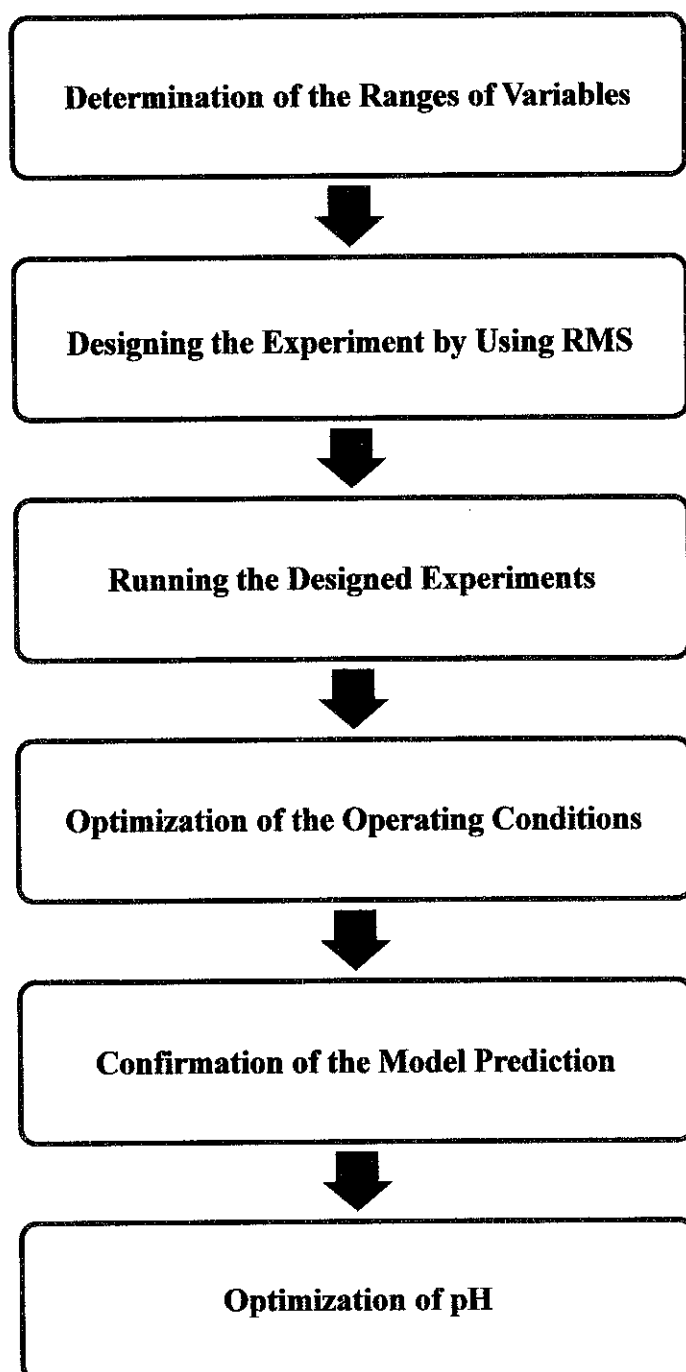 Determination of the Ranges of Variables
Designing the Experiment by Using RMS
Running the Designed Experiments
Optimization of the Operating Conditions
Confirmation of the Model Prediction
Optimization of pH